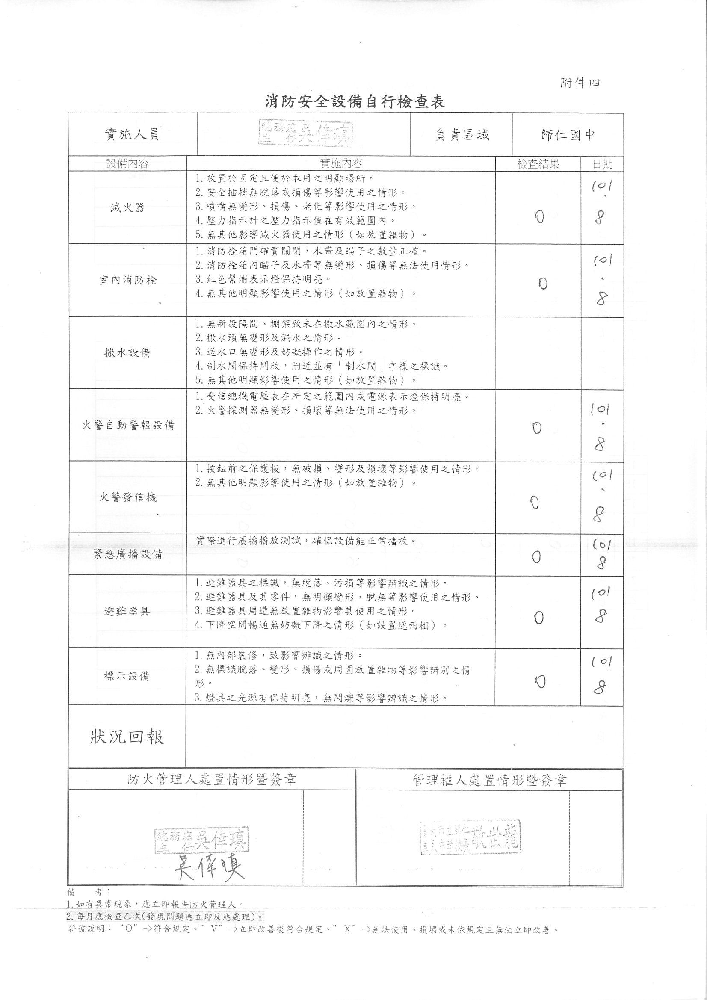 附件四
消防安全設備自行檢查表
實施人員
總務處
主 任 吳倖瑱
負責區域
歸仁國中
設備內容 實施內容 檢查結果 日期
滅火器
1.放置於固定且便於取用之明顯場所。
2.安全插梢無脫落或損傷等影響使用之情形。
3.噴嘴無變形、損傷、老化等影響使用之情形。
4.壓力指示計之壓力指示值在有效範圍內。
5.無其他影響滅火器使用之情形(如放置雜物)。
O
101
.
8
室內消防栓
1.消防栓箱門確實關閉，水帶及瞄子之數量正確。
2.消防栓箱內瞄子及水帶等無變形、損傷等無法使用情形。
3.紅色幫浦表示燈保持明亮。
4.無其他明顯影響使用之情形(如放置雜物)。
O
101
.
8
撒水設備
1.無新設隔間、棚架致未在撒水範圍內之情形。
2.撒水頭無變形及漏水之情形。
3.送水口無變形及妨礙操作之情形。
4.制水閥保持開啟，附近並有「制水閥」字樣之標識。
5.無其他明顯影響使用之情形(如放置雜物)。
火警自動警報設備
1.受信總機電壓表在所定之範圍內或電源表示燈保持明亮。
2.火警探測器無變形、損壞等無法使用之情形。
O
101
.
8
火警發信機
1.按鈕前之保護板，無破損、變形及損壞等影響使用之情形。
2.無其他明顯影響使用之情形(如放置雜物)。
O
101
.
8
緊急廣播設備
實際進行廣播播放測試，確保設備能正常播放。
O
101
8
避難器具
1.避難器具之標識，無脫落、污損等影響辨識之情形。
2.避難器具及其零件，無明顯變形、脫無等影響使用之情形。
3.避難器具周遭無放置雜物影響其使用之情形。
4.下降空間暢通無妨礙下降之情形(如設置遮雨棚)。
O
101
8
標示設備
1.無內部裝修，致影響辨識之情形。
2.無標識脫落、變形、損傷或周圍放置雜物等影響辨別之情
形。
3.燈具之光源有保持明亮，無閃爍等影響辨識之情形。
O
101
8
狀況回報
防火管理人處置情形暨簽章 管理權人處置情形暨簽章
總務處
主 任 吳倖瑱
吳倖瑱
敬世龍
備 考：
1.如有異常現象，應立即報告防火管理人。
2.每月應檢查乙次(發現問題應立即反應處理)。
符號說明： “O”->符合規定、” V”->立即改善後符合規定、” X”->無法使用、損壞或未依規定且無法立即改善。